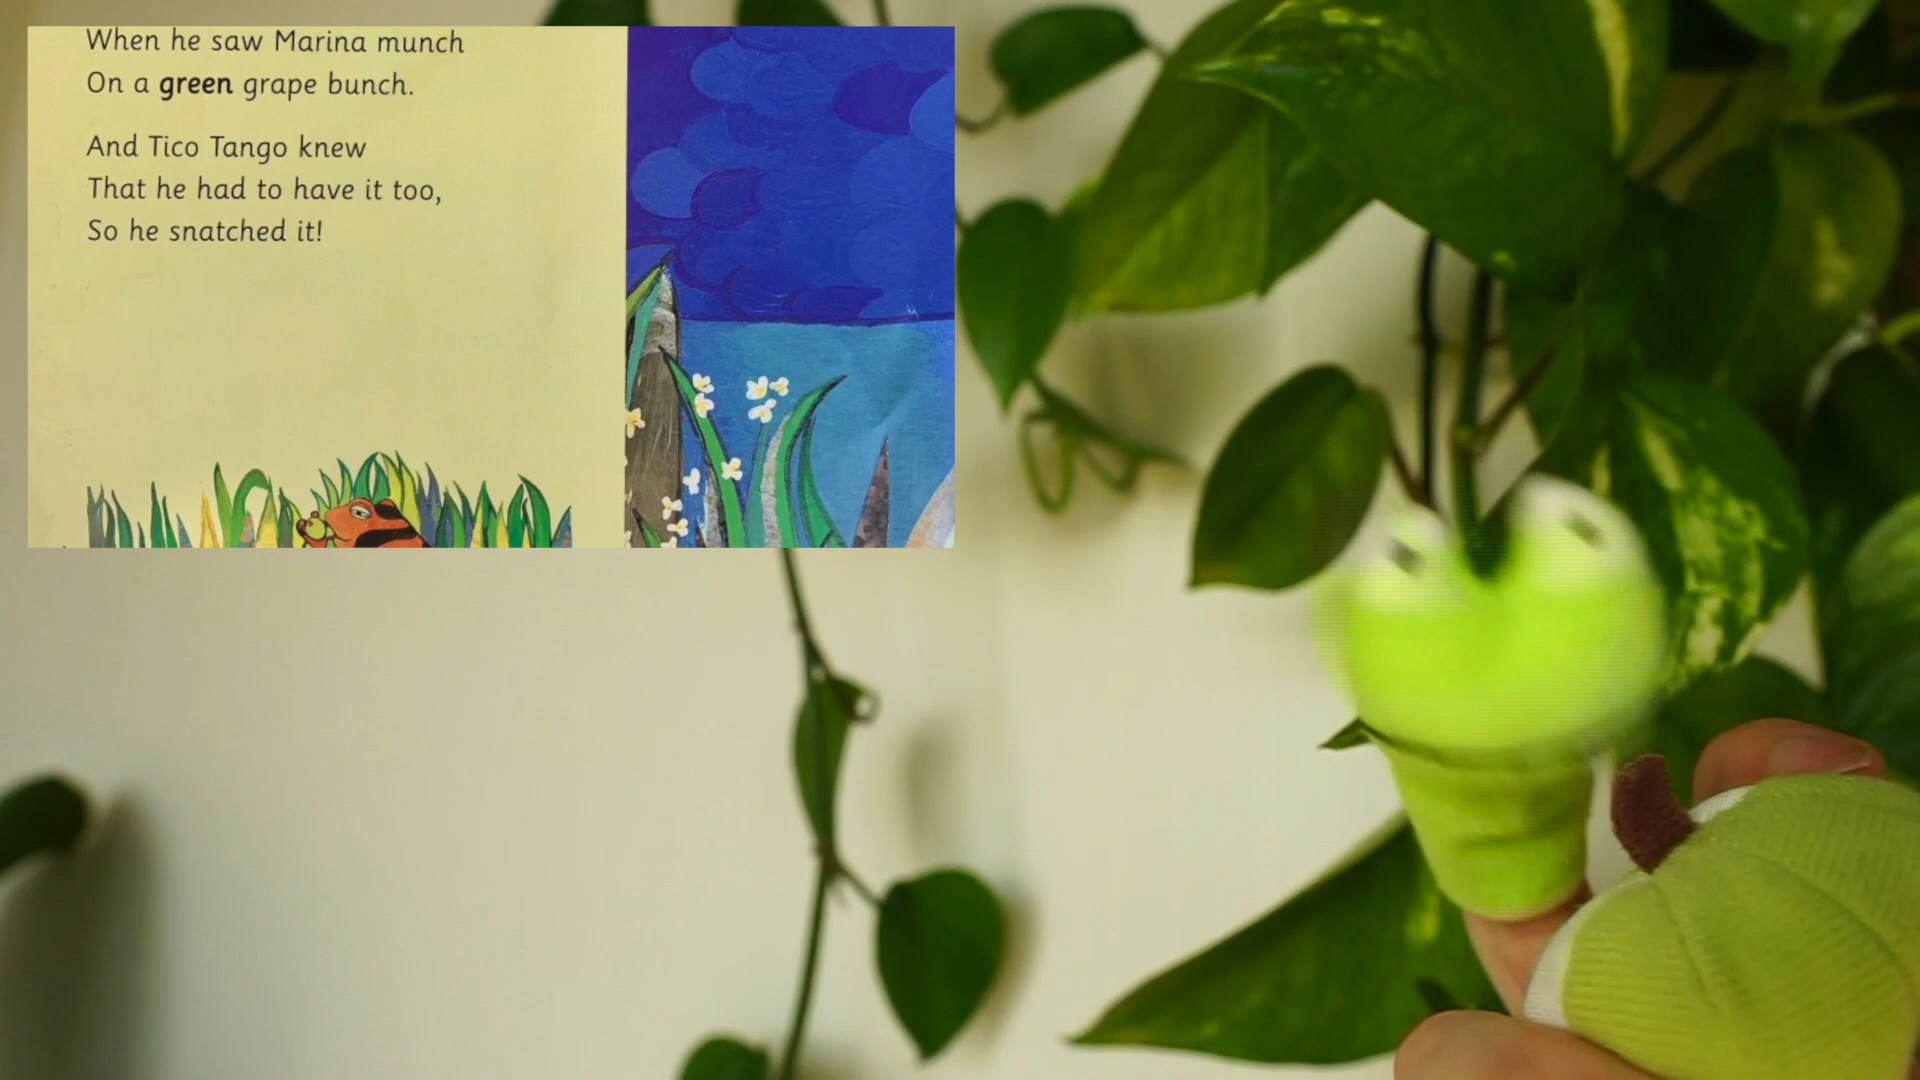 When he saw Marina munch
On a green grape bunch.
And Tico Tango knew
That he had to have it too,
So he snatched it!